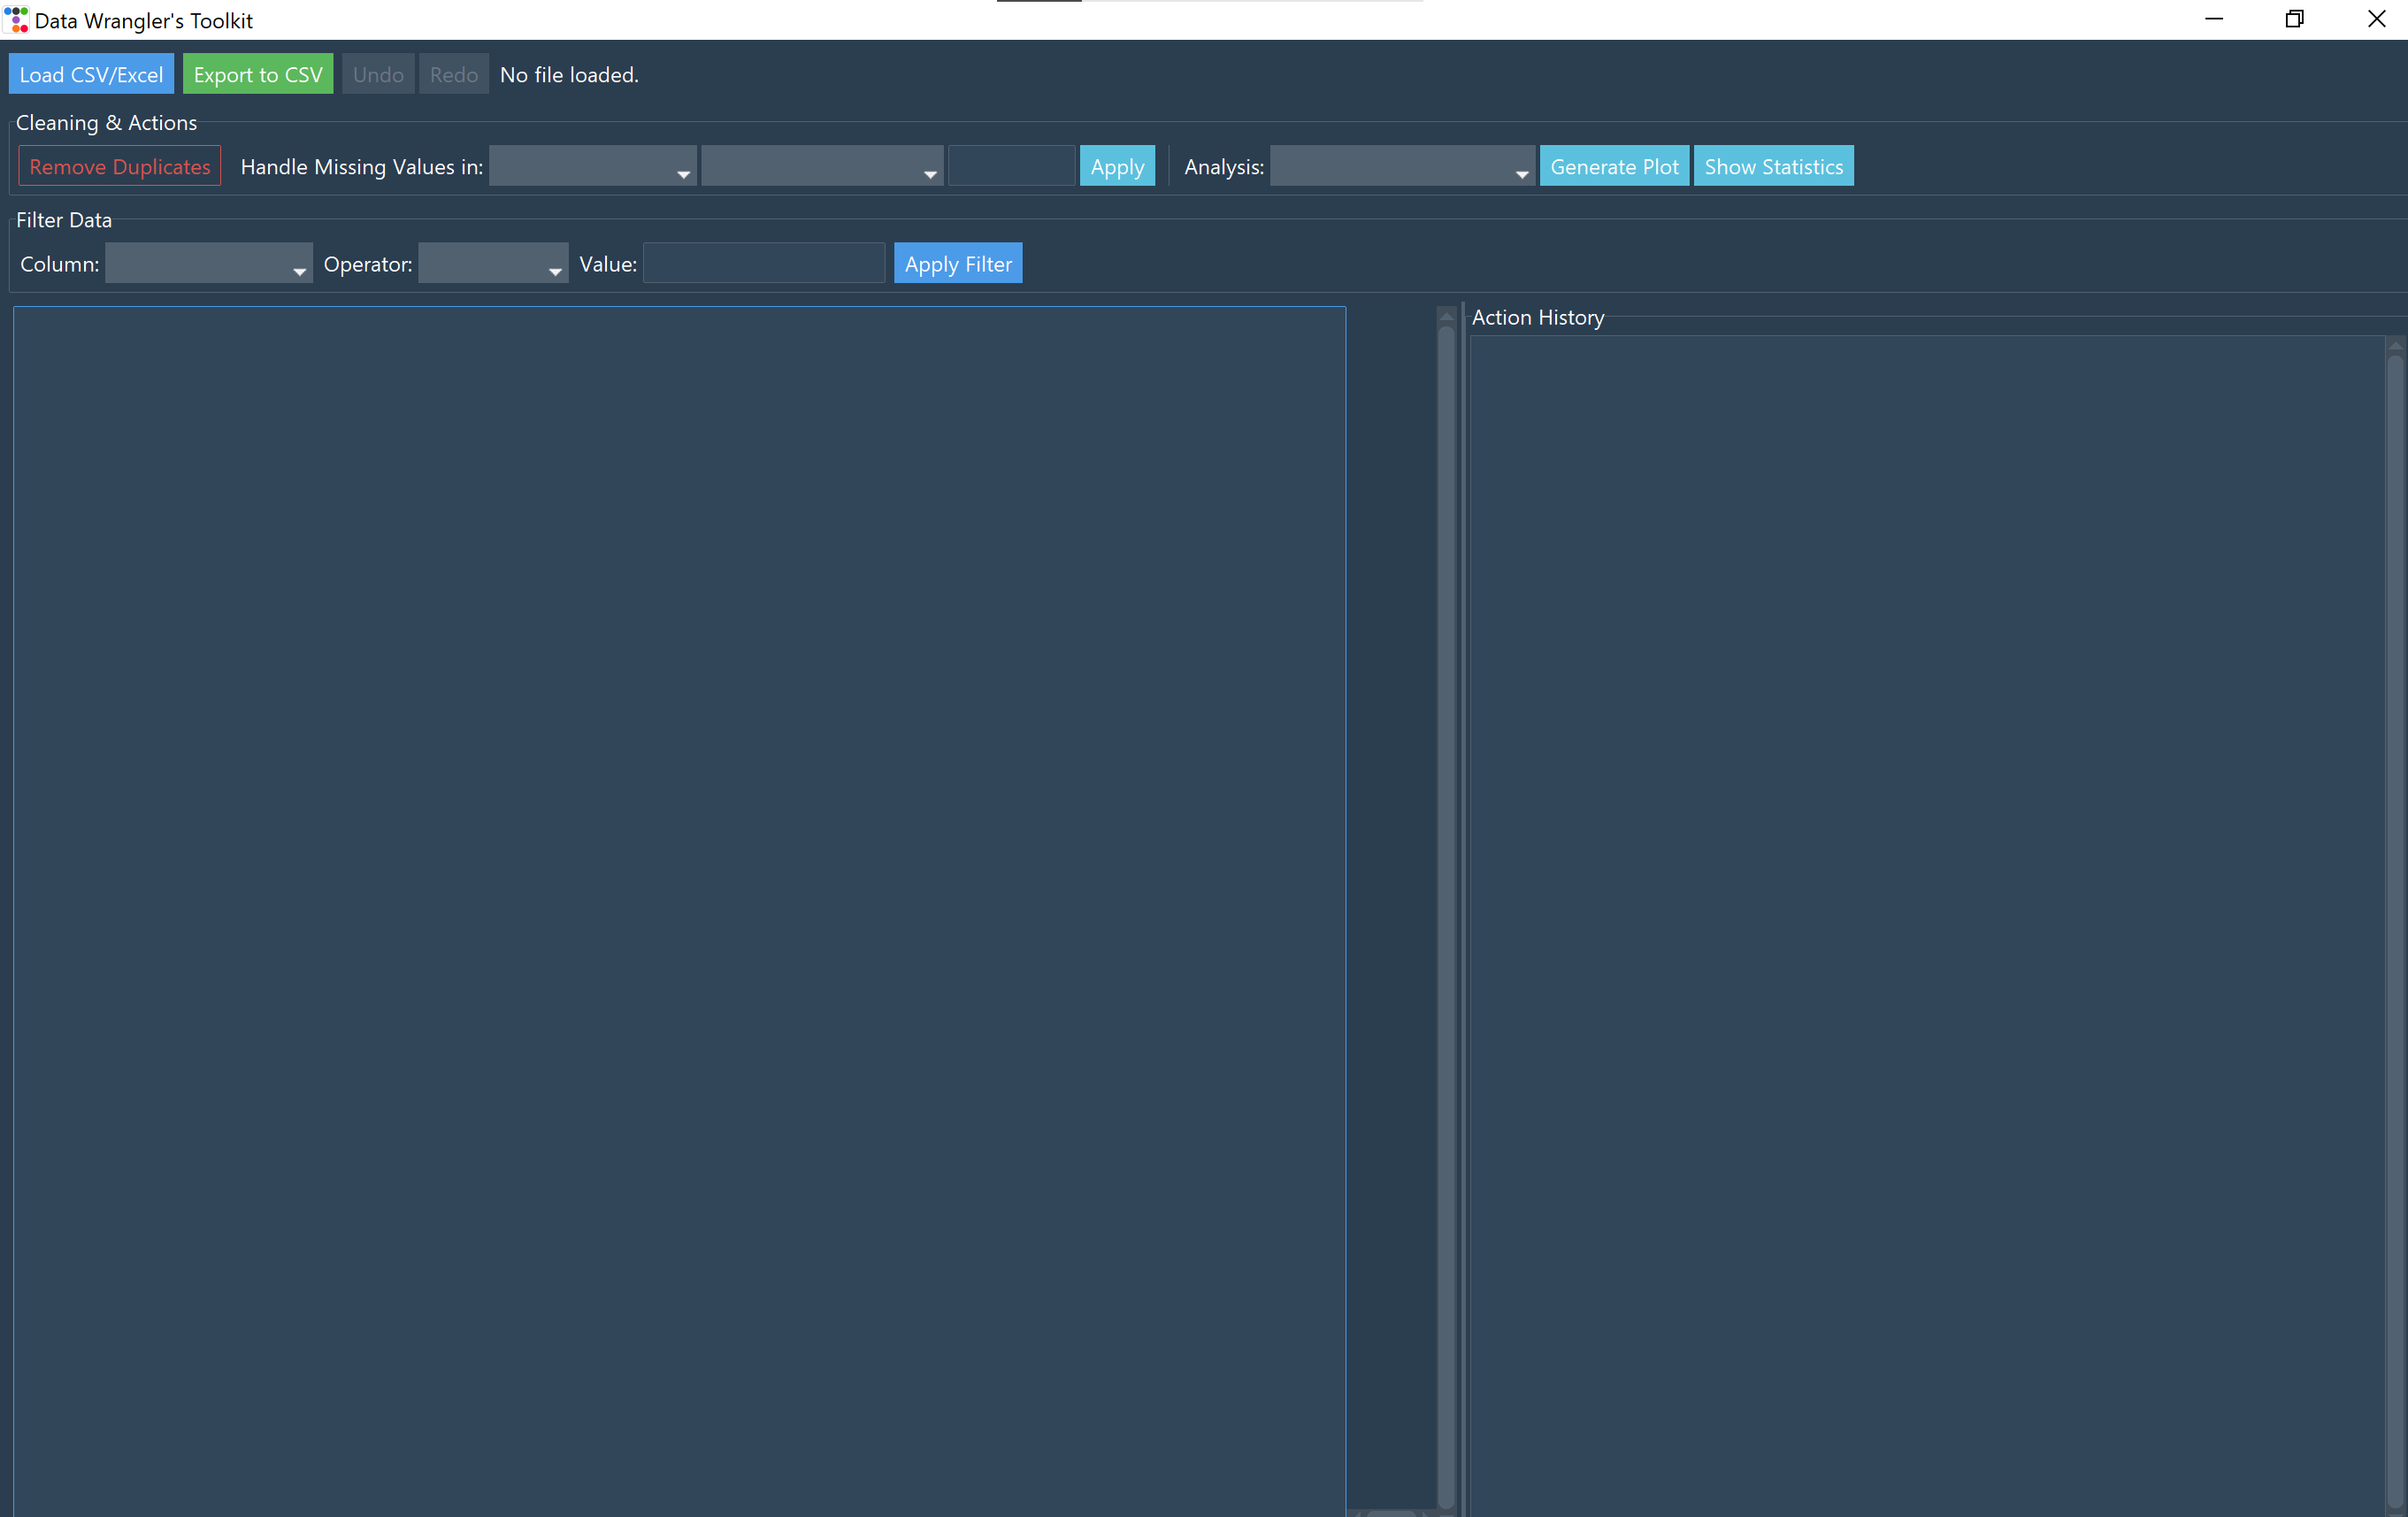 Data Wrangler's Toolkit
Load CSV/Excel Export to CSV Undo Redo No file loaded.
Cleaning & Actions
Remove Duplicates Handle Missing Values in: Apply Analysis: Generate Plot Show Statistics
Filter Data
Column: Operator: Value: Apply Filter
Action History